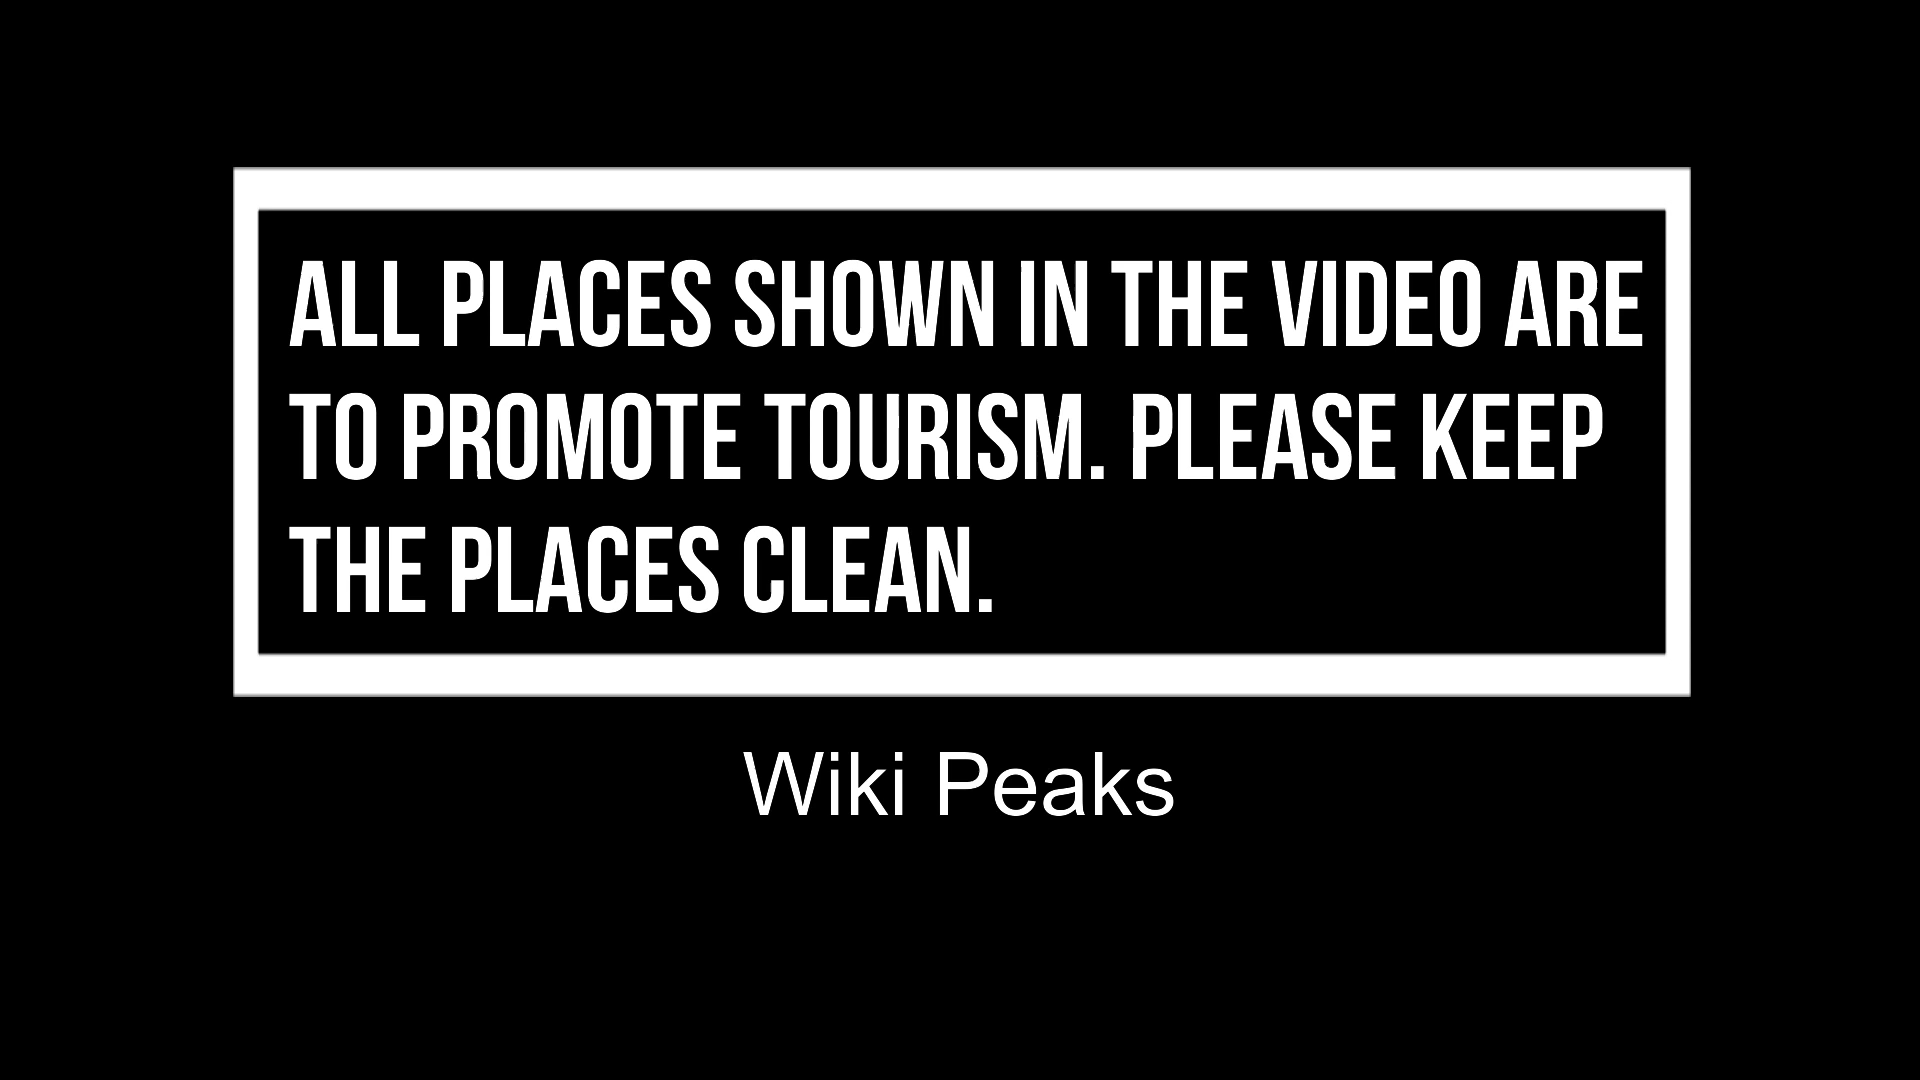 ALL PLACES SHOWN IN THE VIDEO ARE
TO PROMOTE TOURISM. PLEASE KEEP
THE PLACES CLEAN.
Wiki Peaks